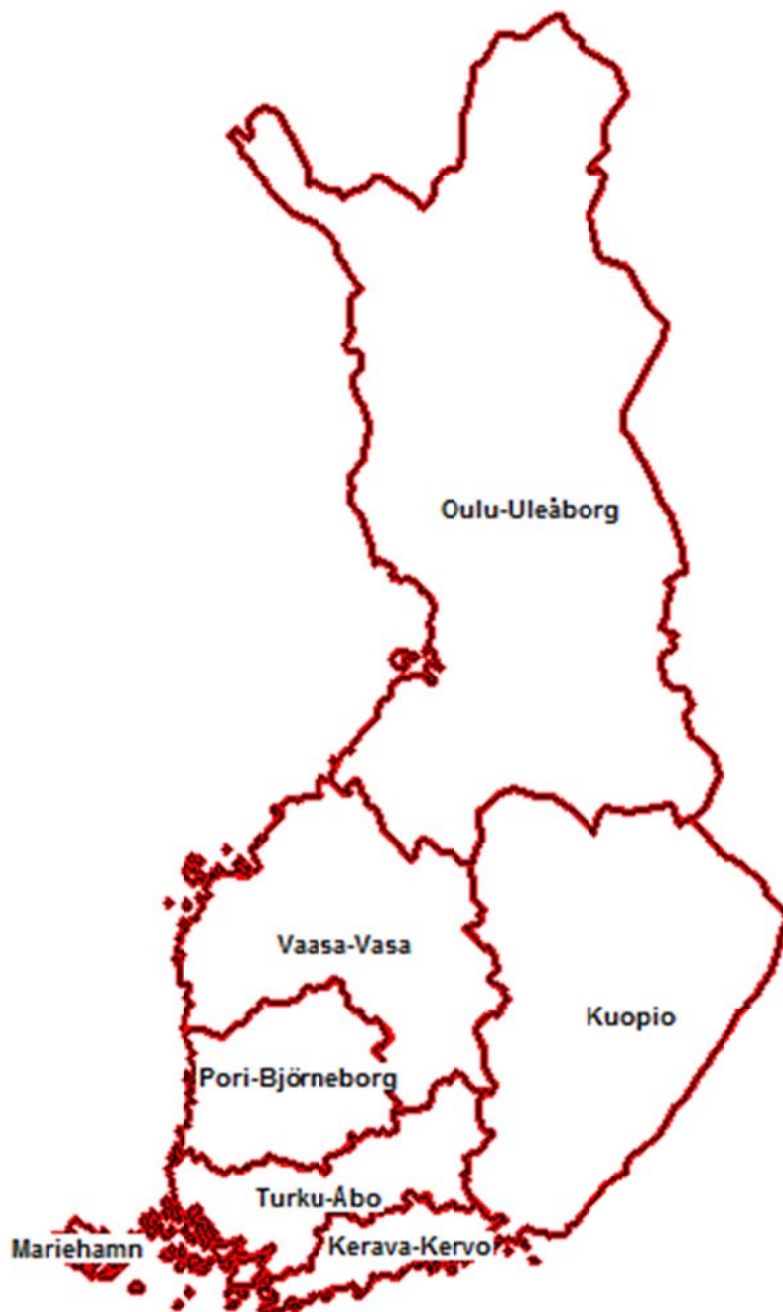 Oulu-Uleåborg
Vaasa-Vasa
Kuopio
Pori-Björneborg
Turku-Åbo
Mariehamn
Kerava-Kervo